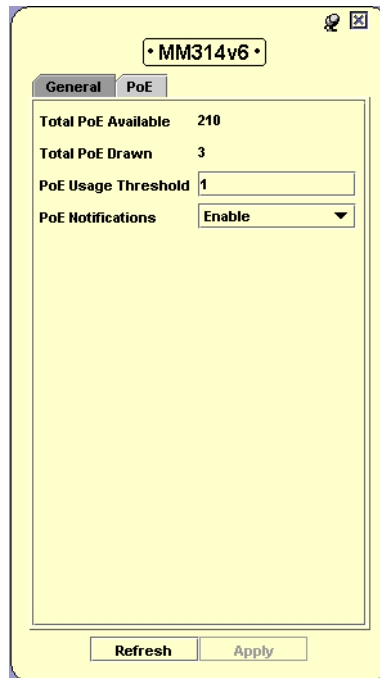 • MM314v6 •
General PoE
Total PoE Available 210
Total PoE Drawn 3
PoE Usage Threshold 1
PoE Notifications Enable
Refresh Apply